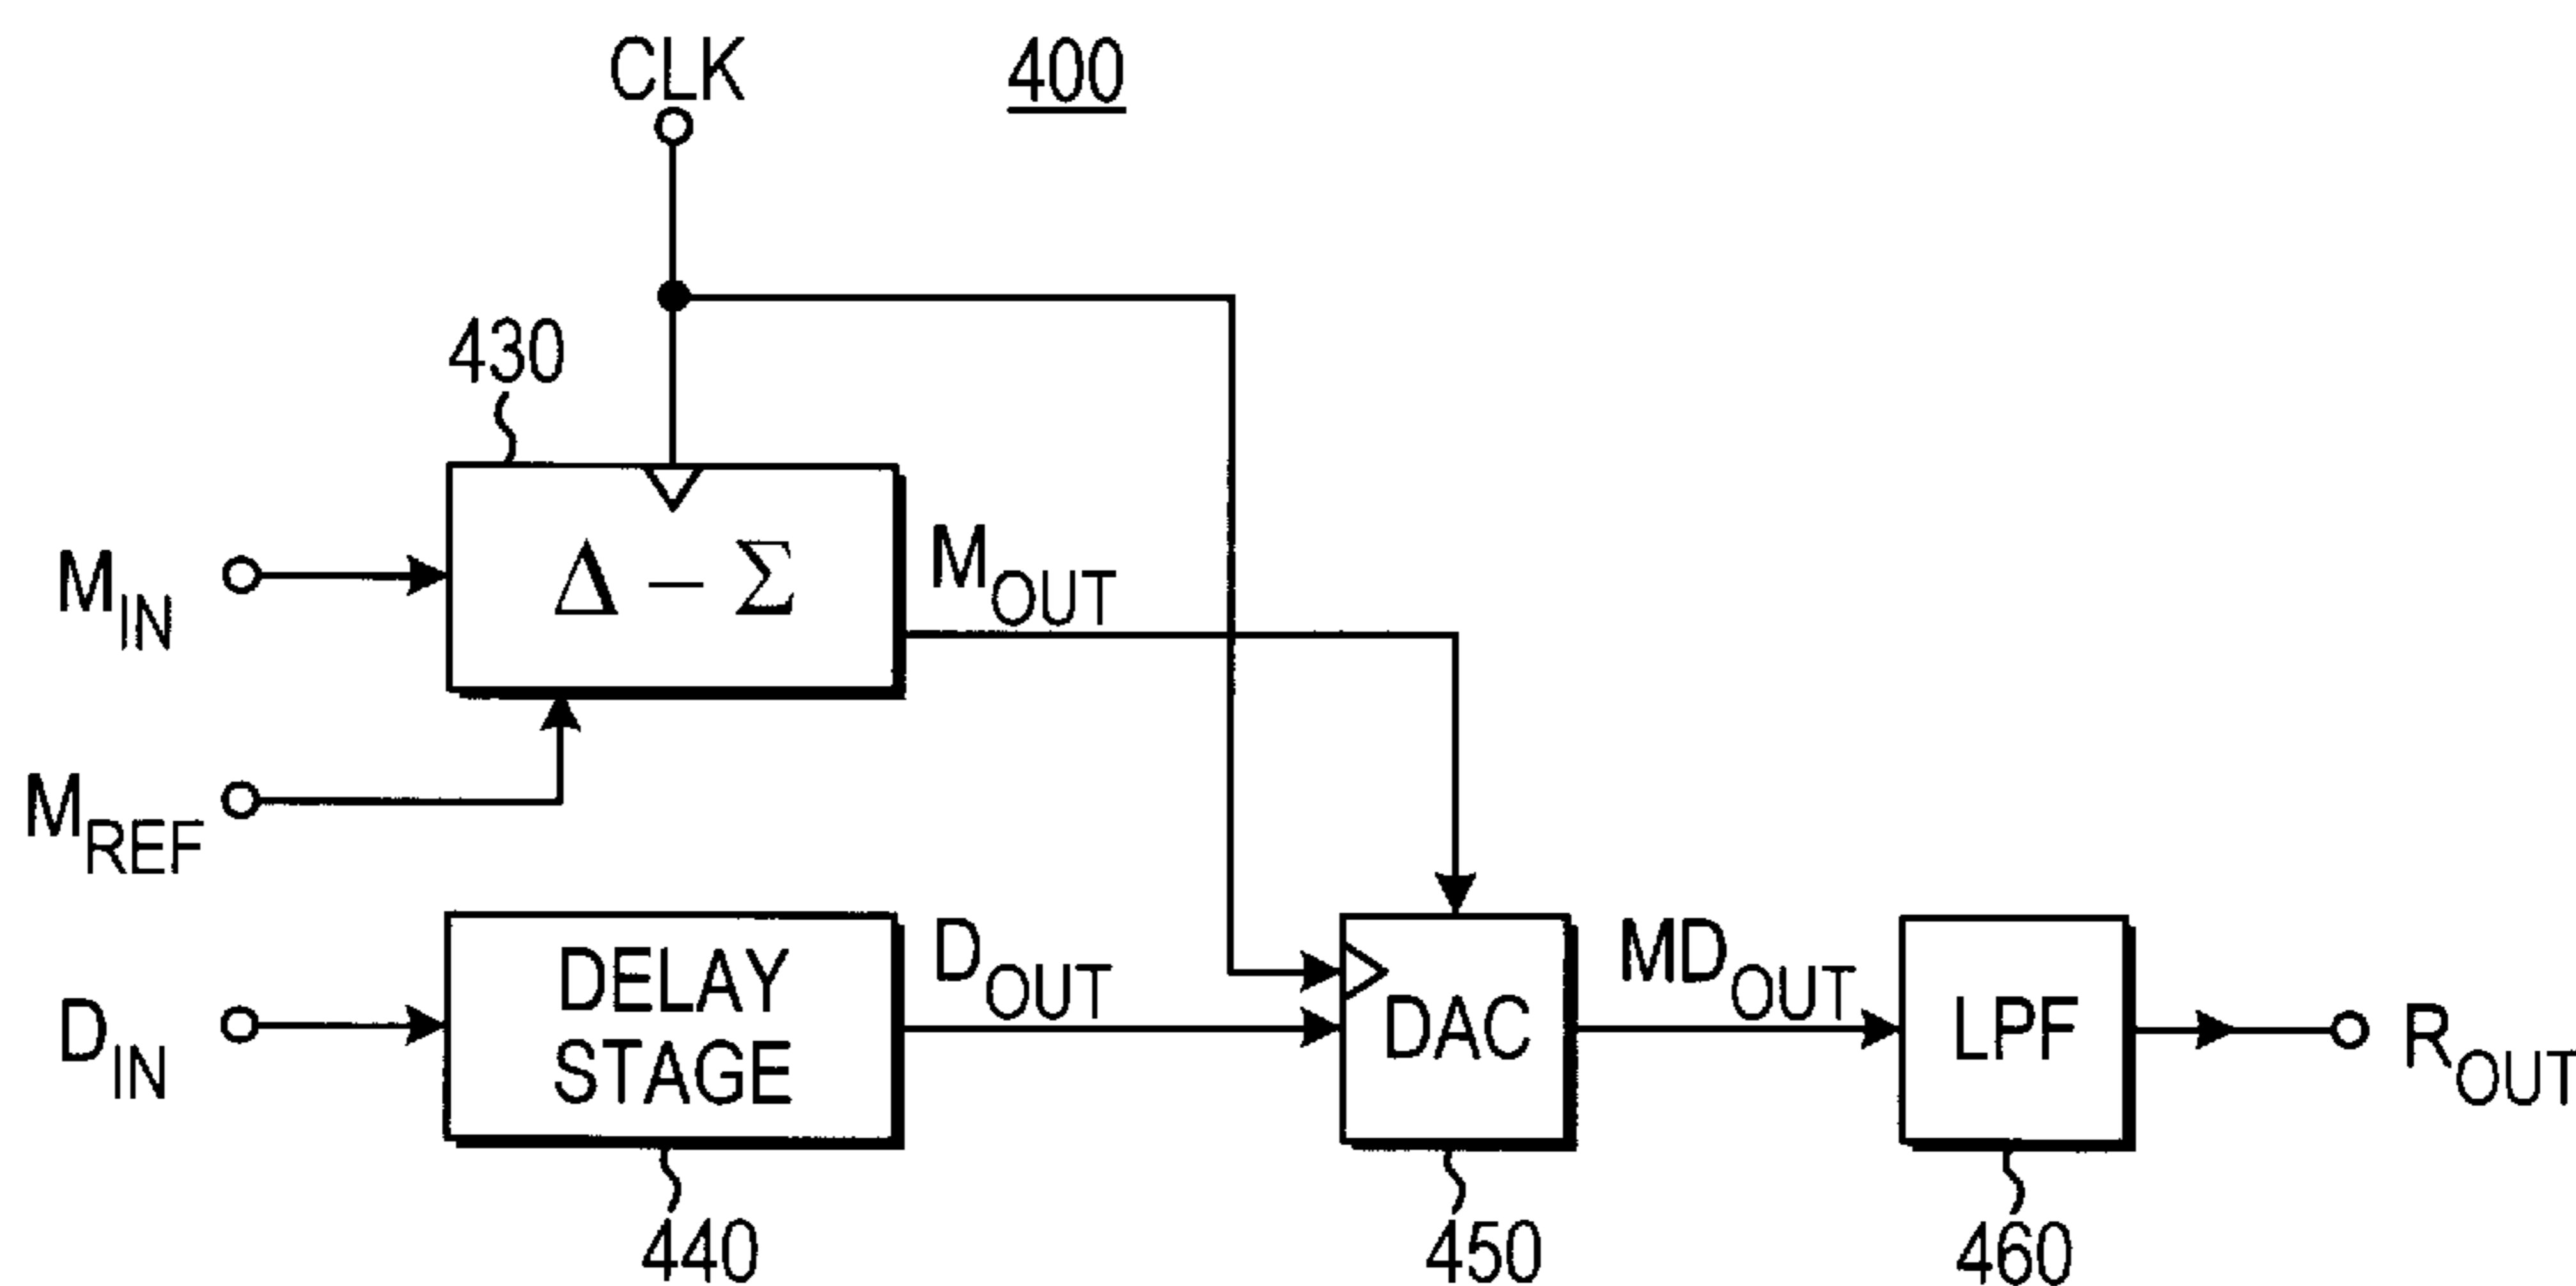 CLK
400
430
Δ – Σ
M_OUT
M_IN
M_REF
D_IN
DELAY
STAGE
D_OUT
DAC
MD_OUT
LPF
R_OUT
440
450
460